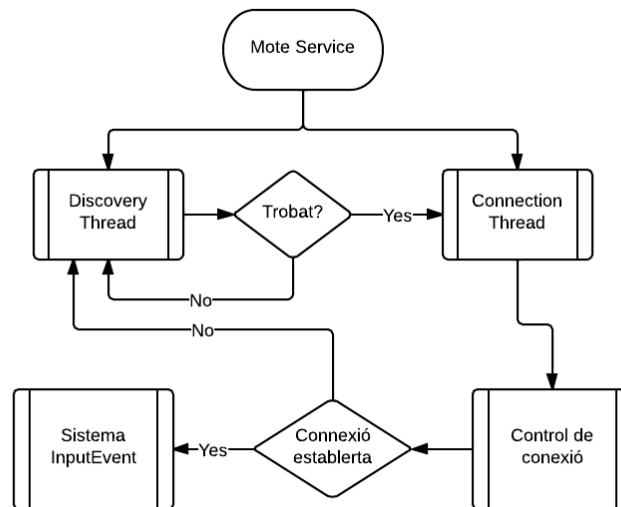 Mote Service
Discovery
Thread
Trobat?
Yes
Connection
Thread
No
No
Sistema
InputEvent
Yes
Connexió
establerta
Control de
conexió